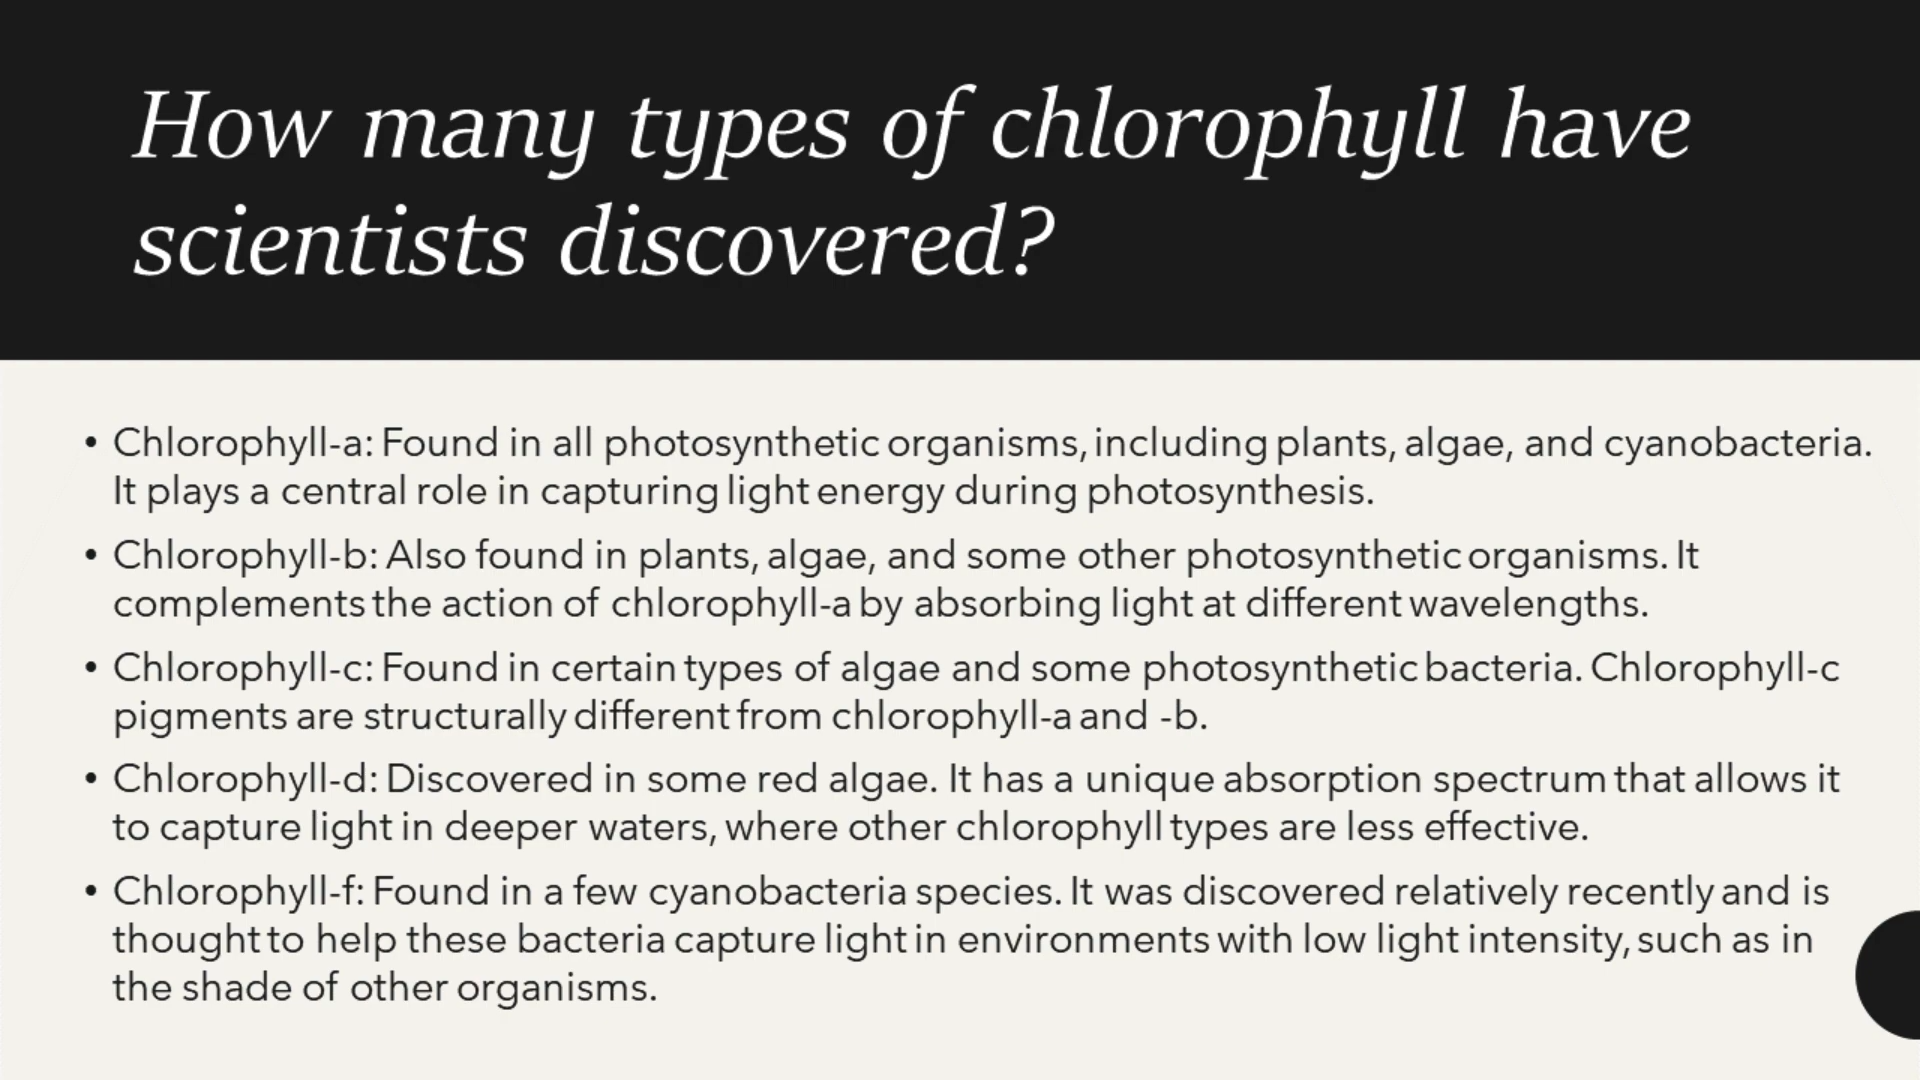 How many types of chlorophyll have
scientists discovered?
• Chlorophyll-a: Found in all photosynthetic organisms, including plants, algae, and cyanobacteria.
It plays a central role in capturing light energy during photosynthesis.
• Chlorophyll-b: Also found in plants, algae, and some other photosynthetic organisms. It
complements the action of chlorophyll-a by absorbing light at different wavelengths.
• Chlorophyll-c: Found in certain types of algae and some photosynthetic bacteria. Chlorophyll-c
pigments are structurally different from chlorophyll-a and -b.
• Chlorophyll-d: Discovered in some red algae. It has a unique absorption spectrum that allows it
to capture light in deeper waters, where other chlorophyll types are less effective.
• Chlorophyll-f: Found in a few cyanobacteria species. It was discovered relatively recently and is
thought to help these bacteria capture light in environments with low light intensity, such as in
the shade of other organisms.